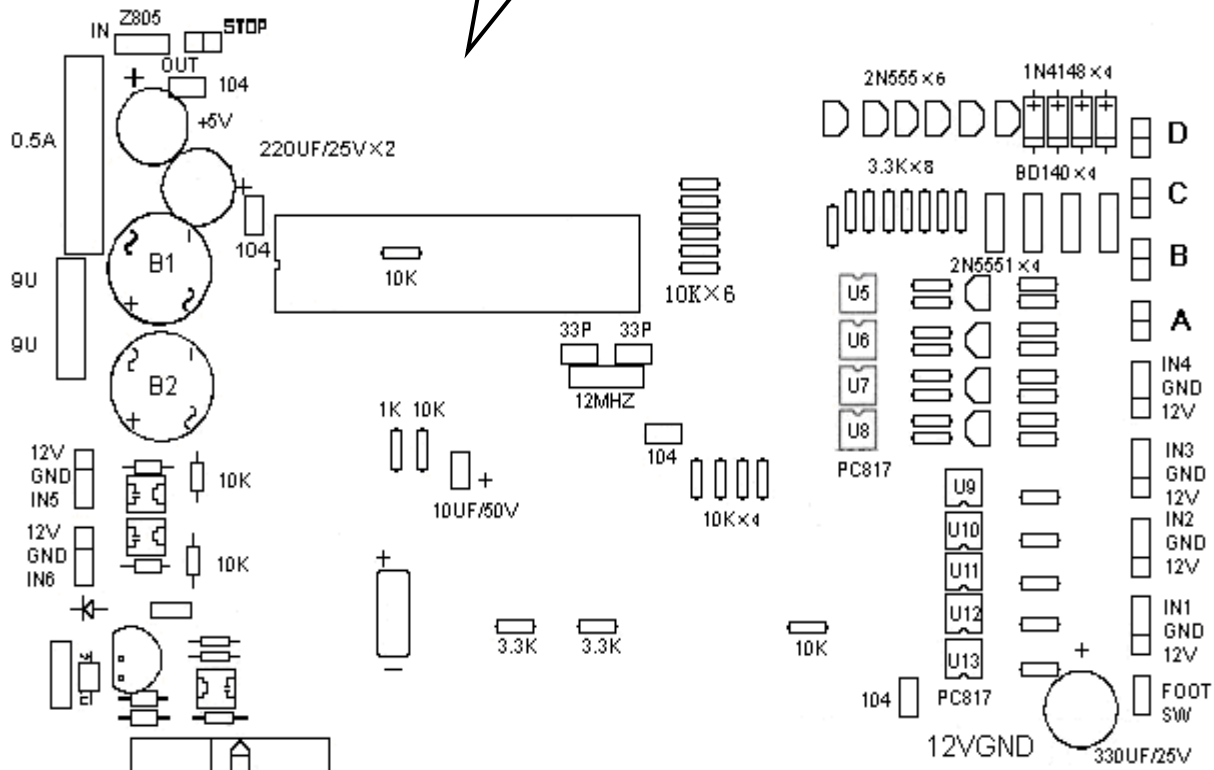 Z805
IN
STOP
OUT
104
+
+5V
0.5A
220UF/25V×2
+
104
B1
+
9U
9U
B2
+
10K
10K×6
33P 33P
12MHZ
1K 10K
104
+
10UF/50V
10K×4
12V
GND
IN5
10K
12V
GND
IN6
10K
+
3.3K
3.3K
10K
2N555×6
1N4148×4
+ + + +
3.3K×8
BD140×4
2N5551×4
D
C
B
A
U5
U6
U7
U8
PC817
IN4
GND
12V
IN3
GND
12V
IN2
GND
12V
IN1
GND
12V
U9
U10
U11
U12
U13
PC817
104
+
FOOT
SW
12VGND
330UF/25V